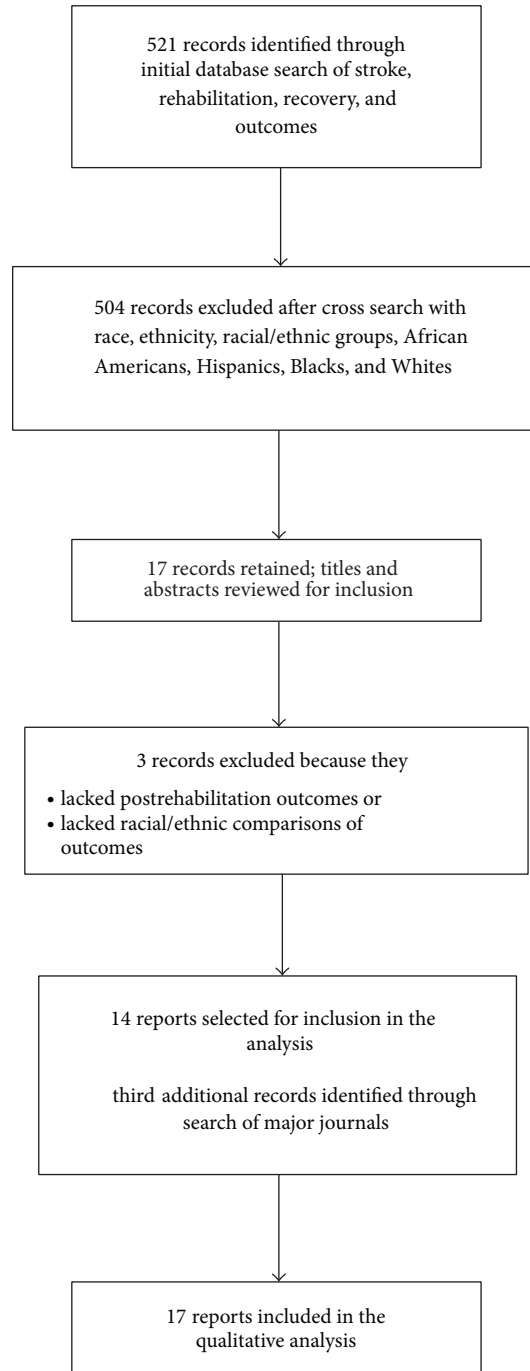 521 records identified through
initial database search of stroke,
rehabilitation, recovery, and
outcomes
504 records excluded after cross search with
race, ethnicity, racial/ethnic groups, African
Americans, Hispanics, Blacks, and Whites
17 records retained; titles and
abstracts reviewed for inclusion
3 records excluded because they
• lacked postrehabilitation outcomes or
• lacked racial/ethnic comparisons of
outcomes
14 reports selected for inclusion in the
analysis
third additional records identified through
search of major journals
17 reports included in the
qualitative analysis